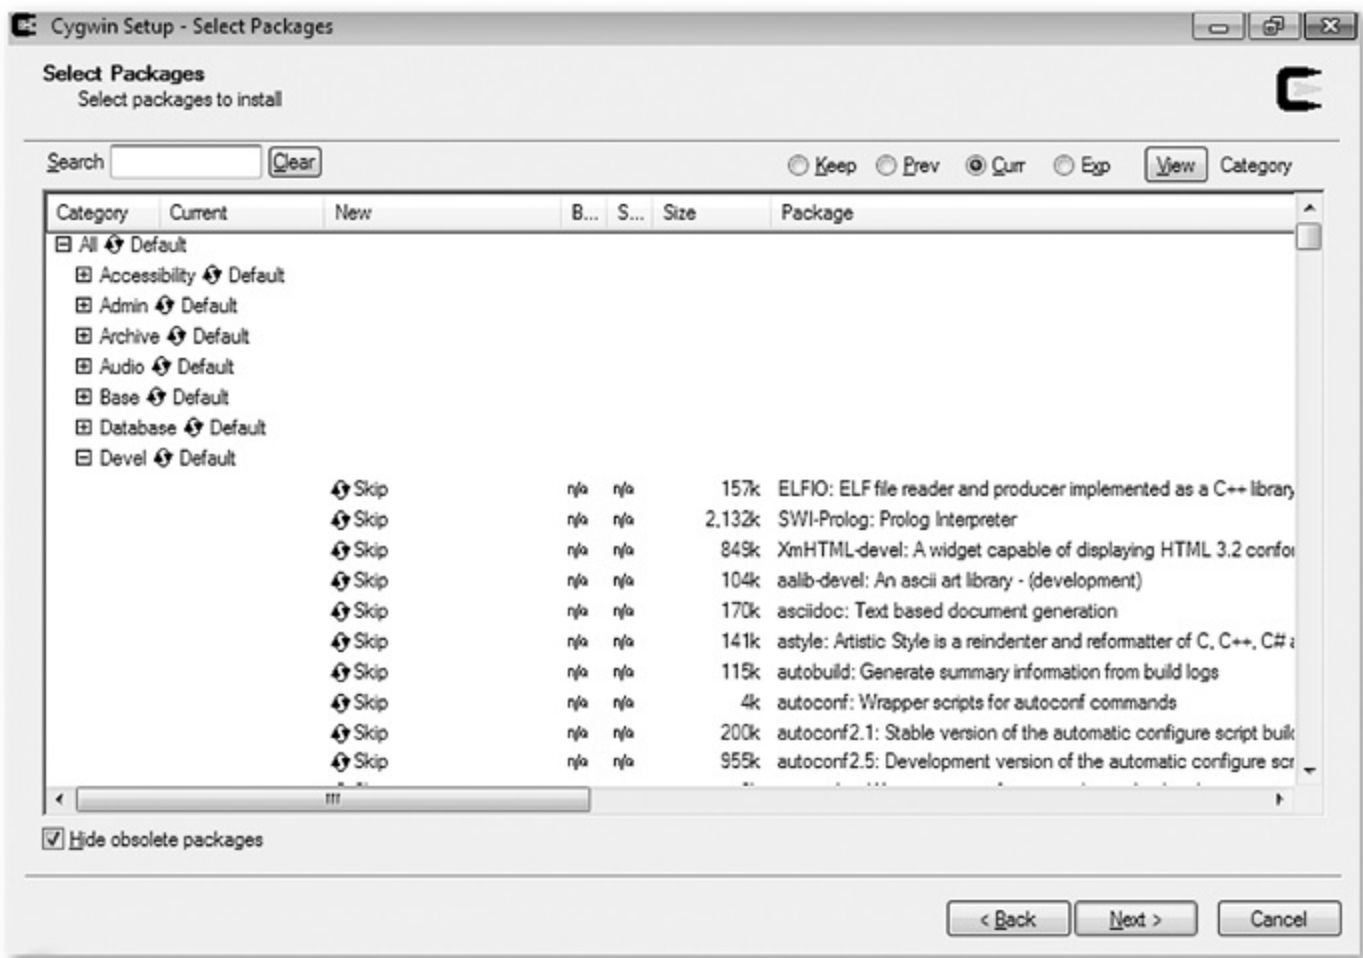 Cygwin Setup - Select Packages
Select Packages
Select packages to install
Search Clear Keep Prev Curr Exp View Category
Category Current New B... S... Size Package
All Default
Accessibility Default
Admin Default
Archive Default
Audio Default
Base Default
Database Default
Devel Default
Skip n/a n/a 157k ELFIO: ELF file reader and producer implemented as a C++ library
Skip n/a n/a 2,132k SWI-Prolog: Prolog Interpreter
Skip n/a n/a 849k XmHTML-devel: A widget capable of displaying HTML 3.2 confor
Skip n/a n/a 104k aalib-devel: An ascii art library - (development)
Skip n/a n/a 170k asciidoc: Text based document generation
Skip n/a n/a 141k astyle: Artistic Style is a reindenter and reformatter of C, C++, C# a
Skip n/a n/a 115k autobuild: Generate summary information from build logs
Skip n/a n/a 4k autoconf: Wrapper scripts for autoconf commands
Skip n/a n/a 200k autoconf2.1: Stable version of the automatic configure script builc
Skip n/a n/a 955k autoconf2.5: Development version of the automatic configure scr
Hide obsolete packages
< Back Next > Cancel